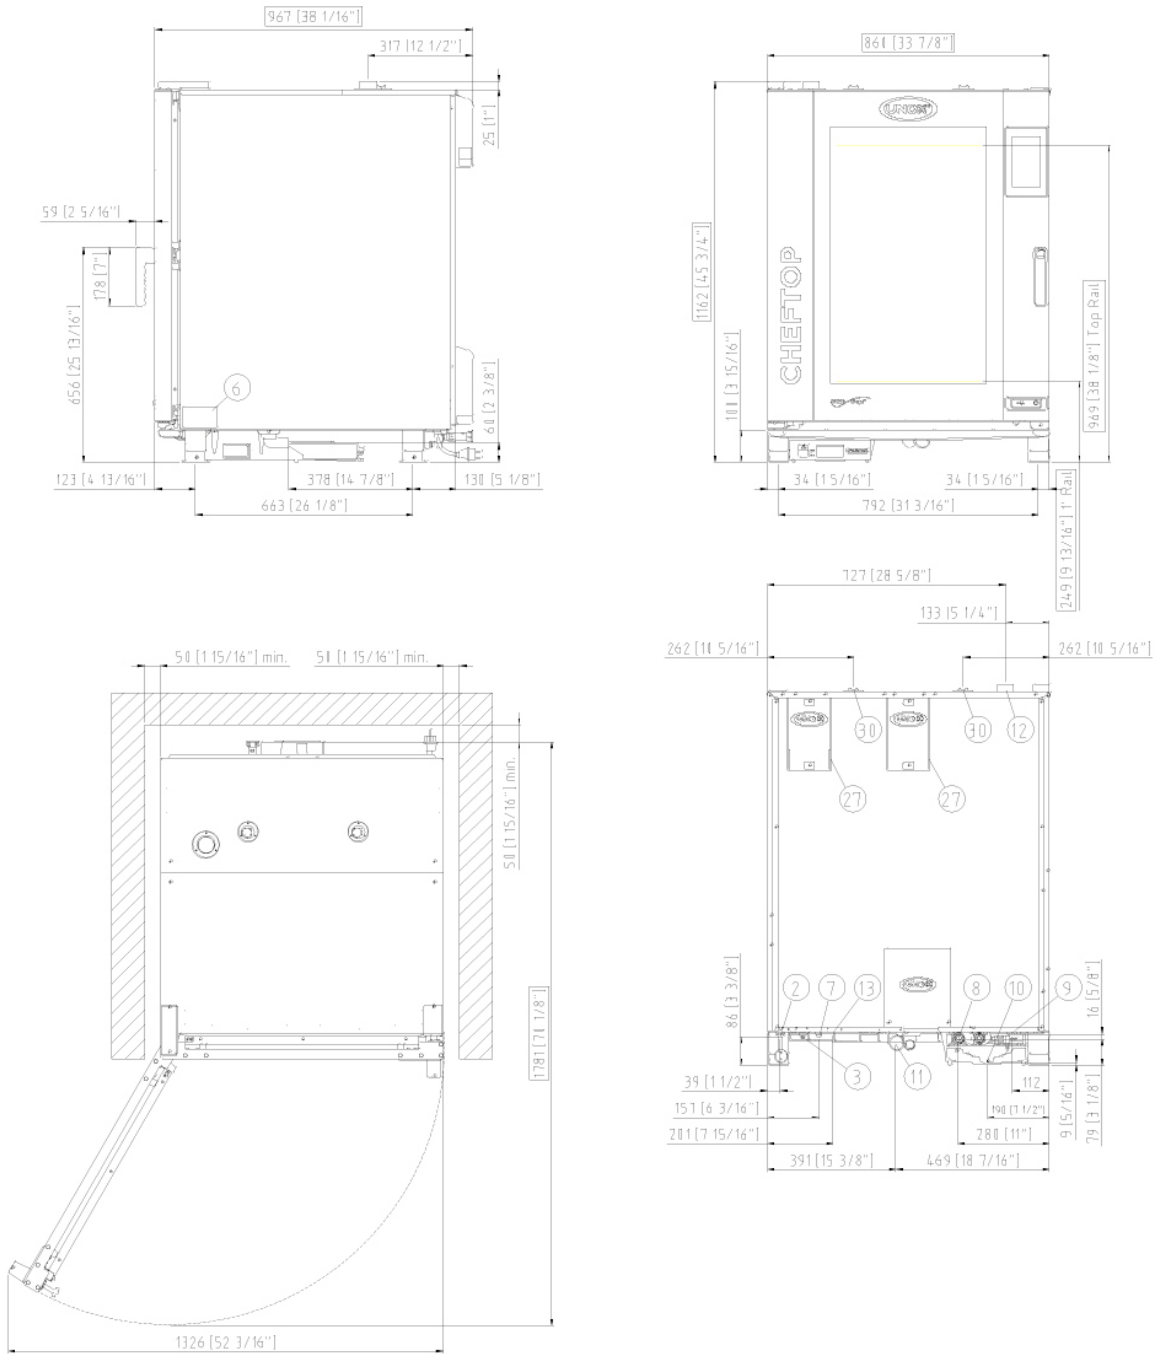 967 [38 1/16"]
317 [12 1/2"]
25 [1"]
59 [2 5/16"]
178 [7"]
656 [25 13/16"]
6
60 [2 3/8"]
123 [4 13/16"]
378 [14 7/8"]
130 [5 1/8"]
663 [26 1/8"]
860 [33 7/8"]
UNOX
1162 [45 3/4"]
CHEFTOP
100 [3 15/16"]
969 [38 1/8"] Top Rail
34 [1 5/16"]
34 [1 5/16"]
792 [31 3/16"]
249 [9 13/16"] 1° Rail
50 [1 15/16"] min.
50 [1 15/16"] min.
50 [1 15/16"] min.
1781 [70 1/8"]
1326 [52 3/16"]
727 [28 5/8"]
133 [5 1/4"]
262 [10 5/16"]
262 [10 5/16"]
30
30
12
27
27
86 [3 3/8"]
2
7
13
8
10
9
16 [5/8"]
3
11
39 [1 1/2"]
112
157 [6 3/16"]
190 [7 1/2"]
9 [5/16"]
79 [3 1/8"]
201 [7 15/16"]
280 [11"]
391 [15 3/8"]
469 [18 7/16"]